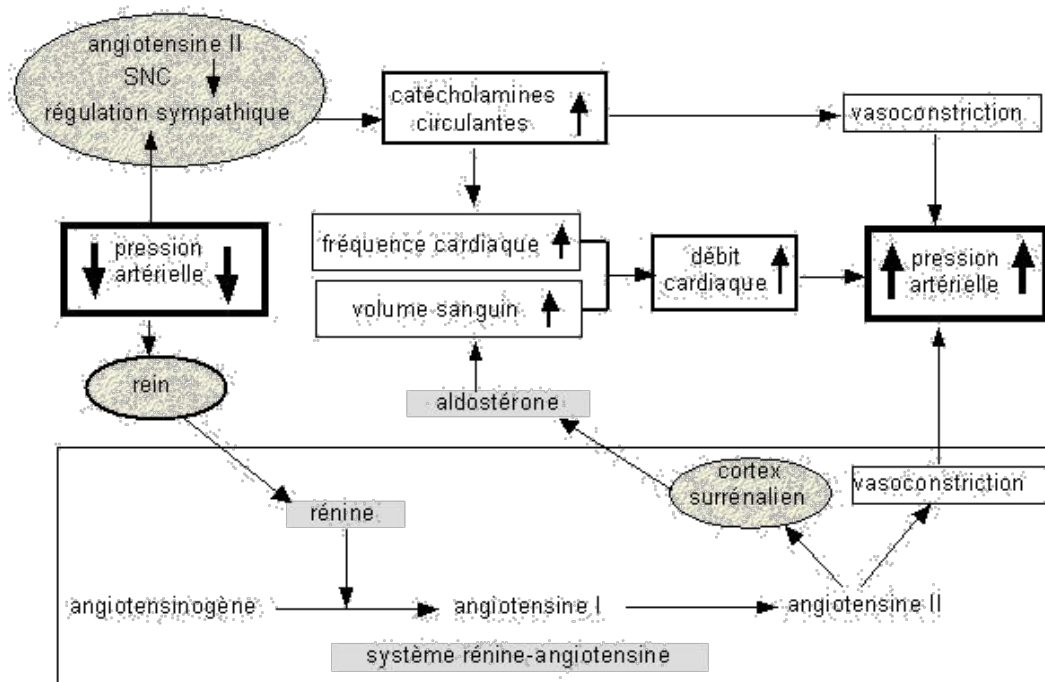 angiotensine II
SNC
régulation sympathique
catécholamines
circulantes
vasoconstriction
pression
artérielle
fréquence cardiaque
volume sanguin
débit
cardiaque
pression
artérielle
rein
aldostérone
cortex
surrénalien
vasoconstriction
rénine
angiotensinogène
angiotensine I
angiotensine II
système rénine-angiotensine